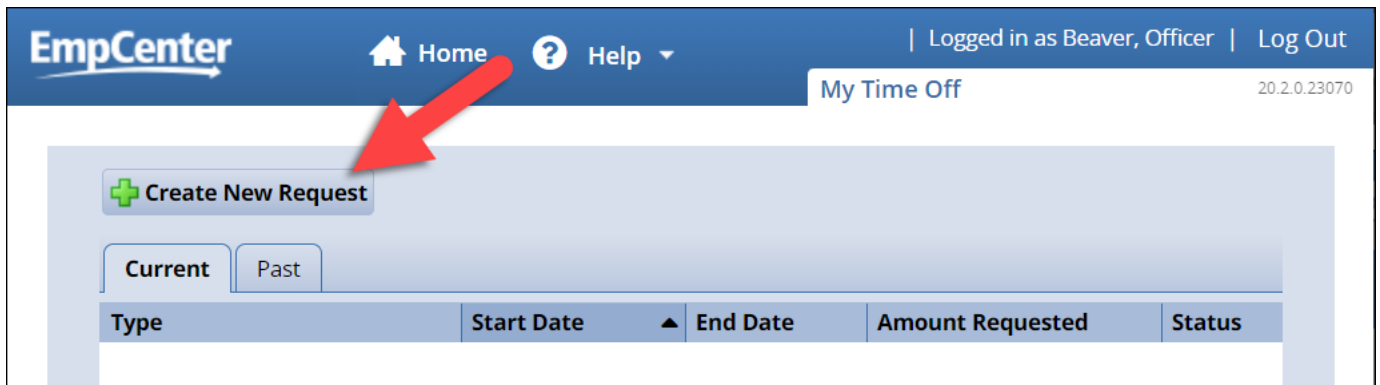 EmpCenter Home ? Help | Logged in as Beaver, Officer | Log Out
My Time Off 20.2.0.23070
Create New Request
Current Past
Type Start Date End Date Amount Requested Status